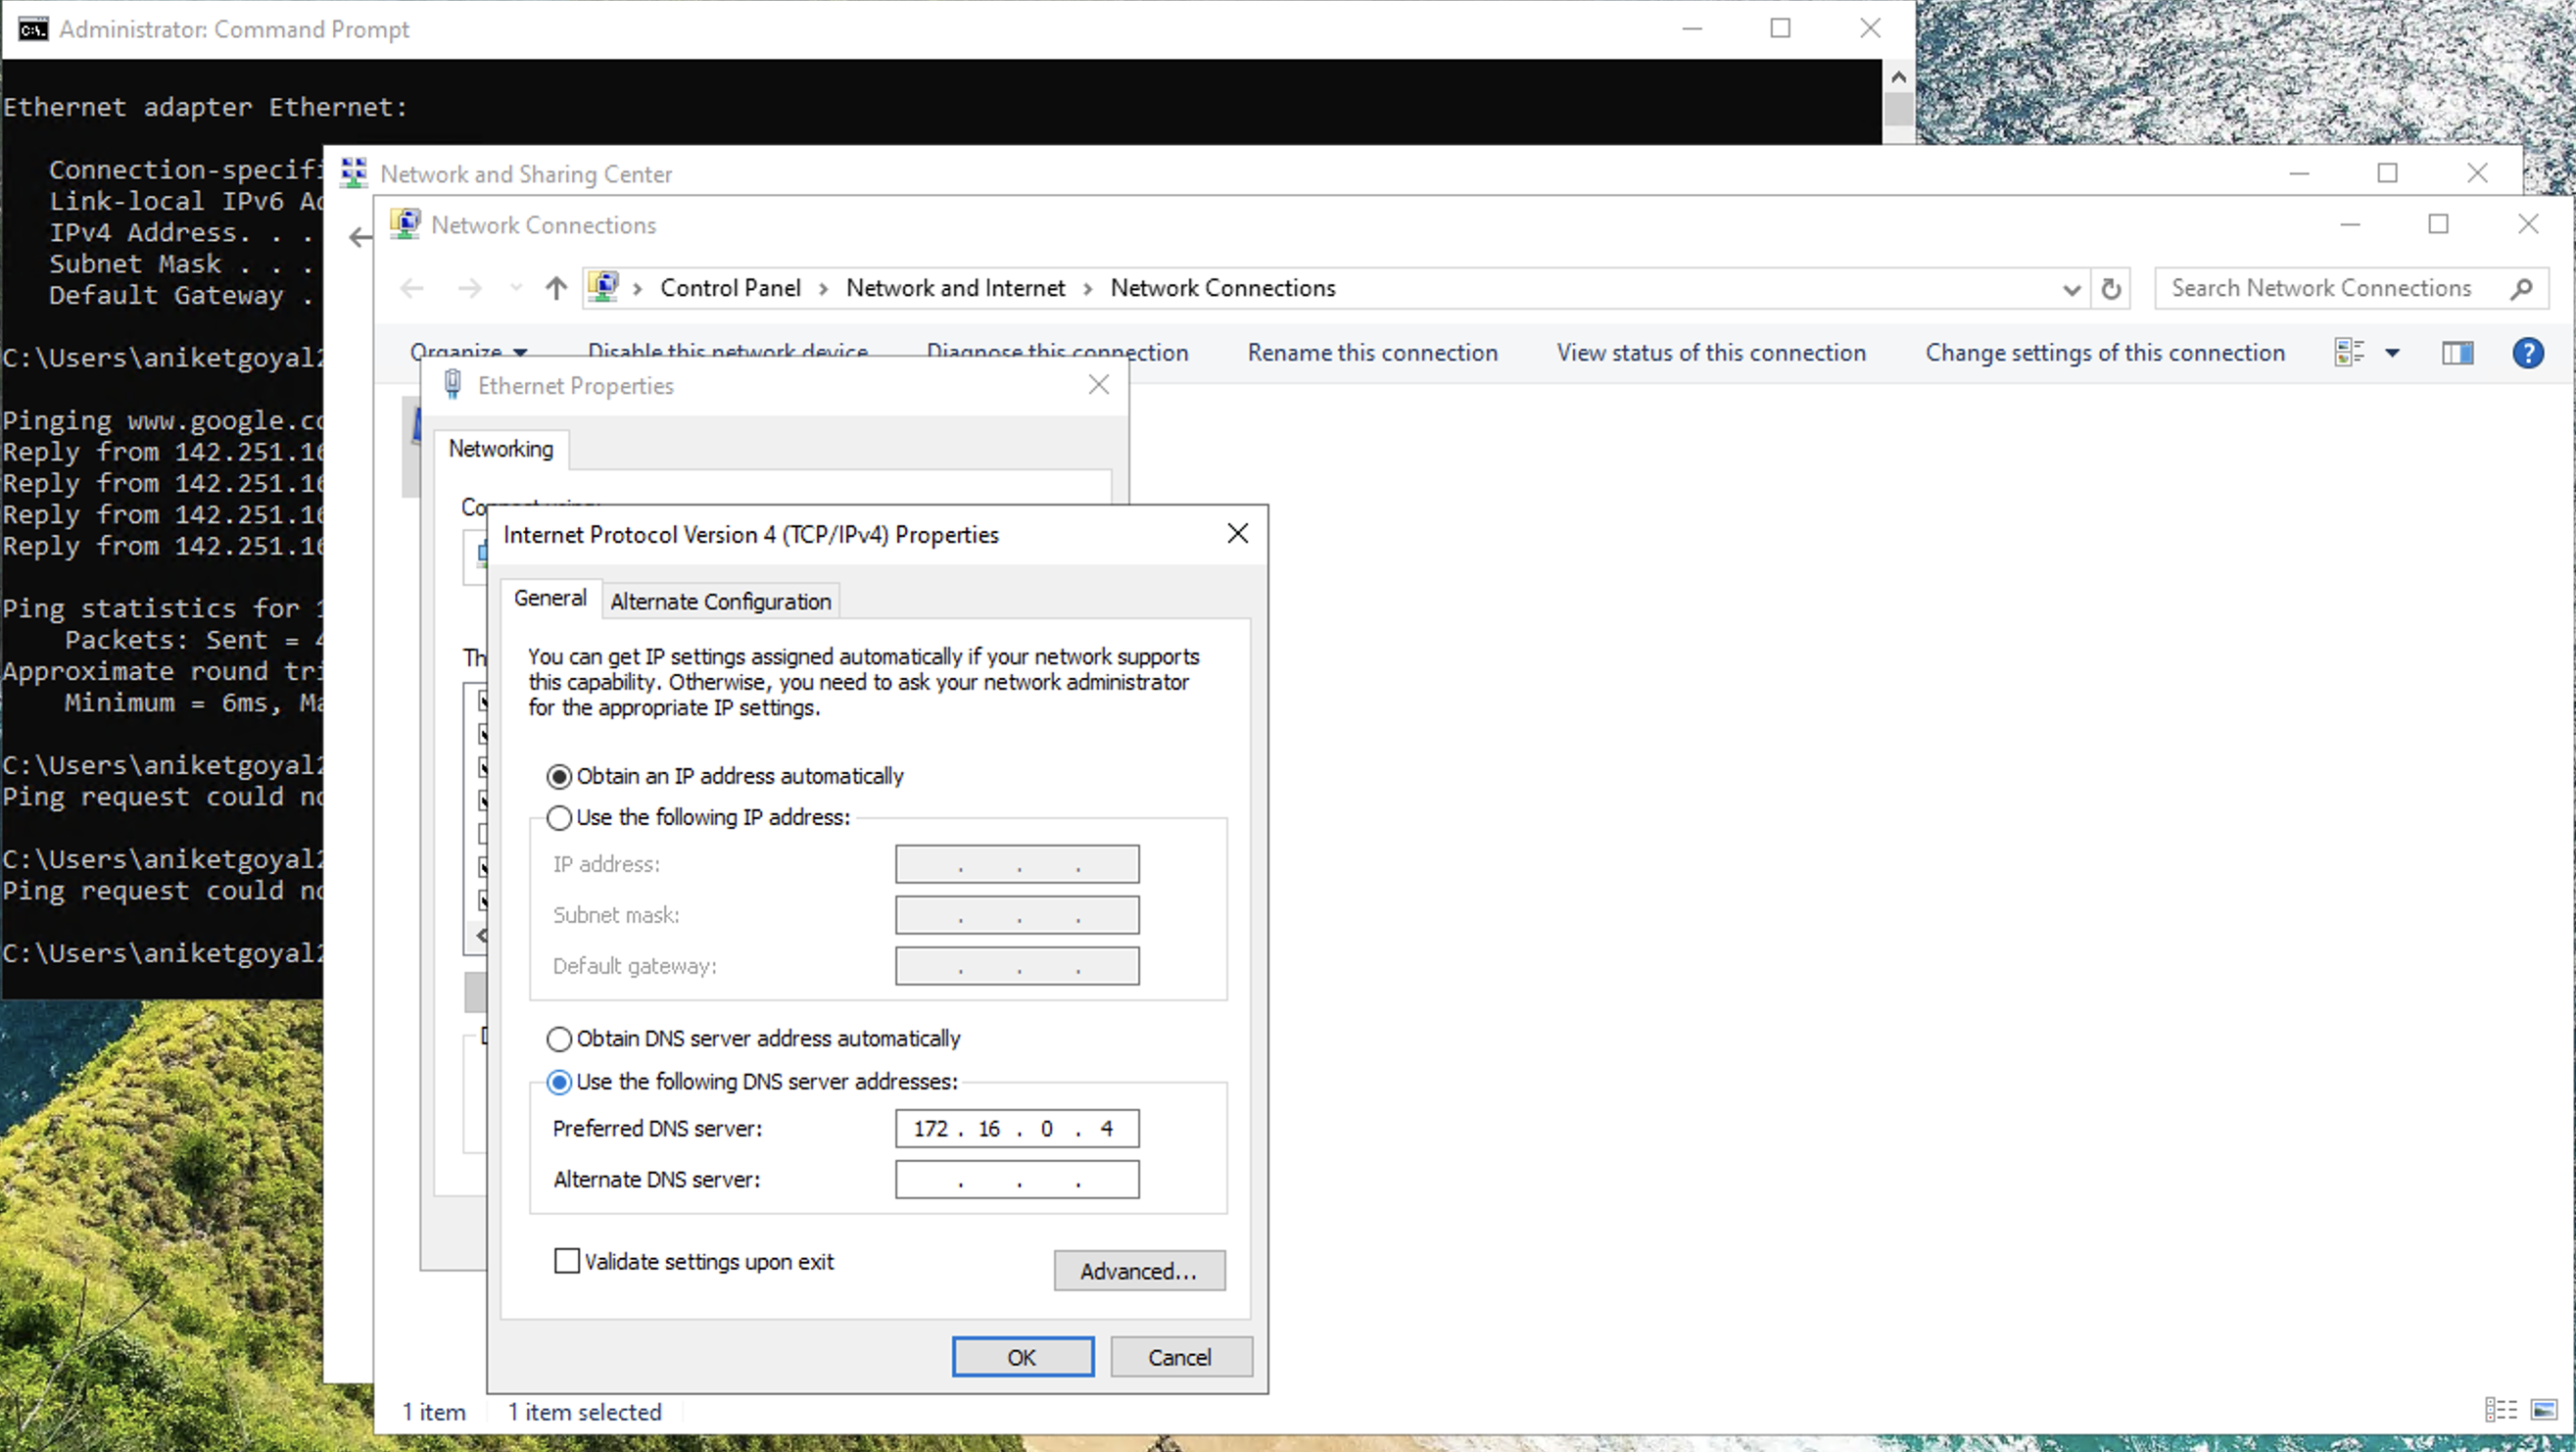 Administrator: Command Prompt
Ethernet adapter Ethernet:
Connection-specifi
Link-local IPv6 Ad
IPv4 Address. . . .
Subnet Mask . . . .
Default Gateway .
C:\Users\aniketgoyal2
Pinging www.google.co
Reply from 142.251.16
Reply from 142.251.16
Reply from 142.251.16
Reply from 142.251.16
Ping statistics for 1
Packets: Sent = 4
Approximate round tri
Minimum = 6ms, Ma
C:\Users\aniketgoyal2
Ping request could no
C:\Users\aniketgoyal2
Ping request could no
C:\Users\aniketgoyal2
Network and Sharing Center
Network Connections
Control Panel > Network and Internet > Network Connections
Search Network Connections
Organize Disable this network device Diagnose this connection Rename this connection View status of this connection Change settings of this connection
Ethernet Properties
Networking
Connect using:
Th
Internet Protocol Version 4 (TCP/IPv4) Properties
General Alternate Configuration
You can get IP settings assigned automatically if your network supports
this capability. Otherwise, you need to ask your network administrator
for the appropriate IP settings.
Obtain an IP address automatically
Use the following IP address:
IP address: . . .
Subnet mask: . . .
Default gateway: . . .
Obtain DNS server address automatically
Use the following DNS server addresses:
Preferred DNS server: 172 . 16 . 0 . 4
Alternate DNS server: . . .
Validate settings upon exit
Advanced...
OK Cancel
1 item 1 item selected